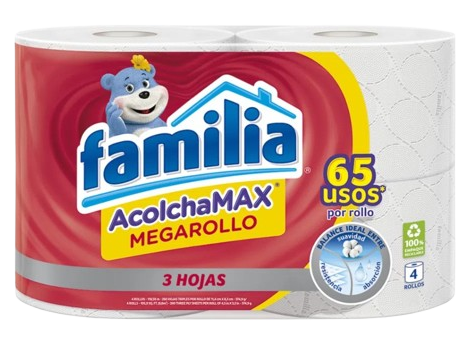 familia®
AcolchaMAX®
MEGAROLLO
3 HOJAS
65
USOS*
por rollo
BALANCE IDEAL ENTRE
suavidad
resistencia
absorción
100%
4
ROLLOS